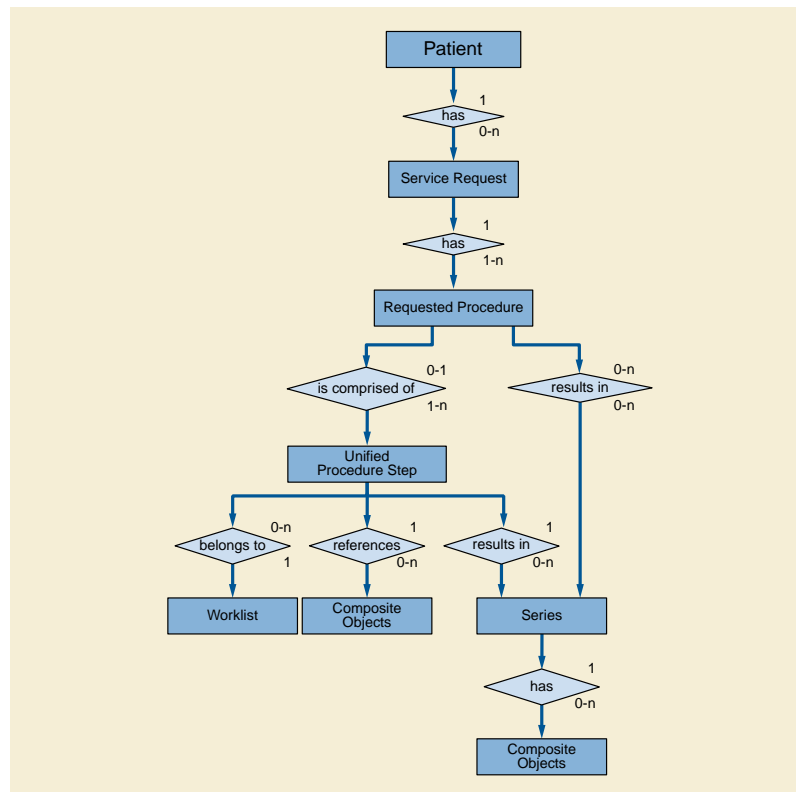 Patient
1
has
0-n
Service Request
1
has
1-n
Requested Procedure
0-1
is comprised of
1-n
0-n
results in
0-n
Unified
Procedure Step
0-n
belongs to
1
1
references
0-n
1
results in
0-n
Worklist
Composite
Objects
Series
1
has
0-n
Composite
Objects